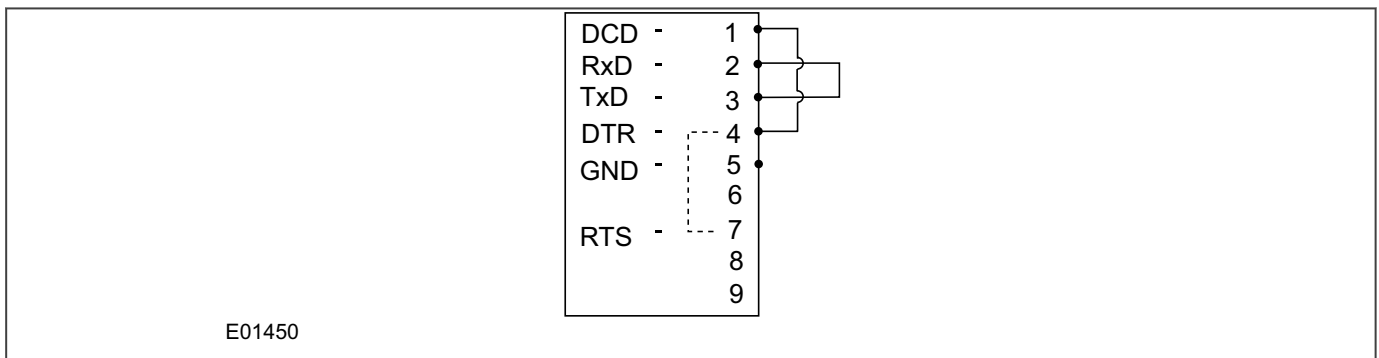 DCD - 1
RxD - 2
TxD - 3
DTR - 4
GND - 5
6
RTS - 7
8
9
E01450